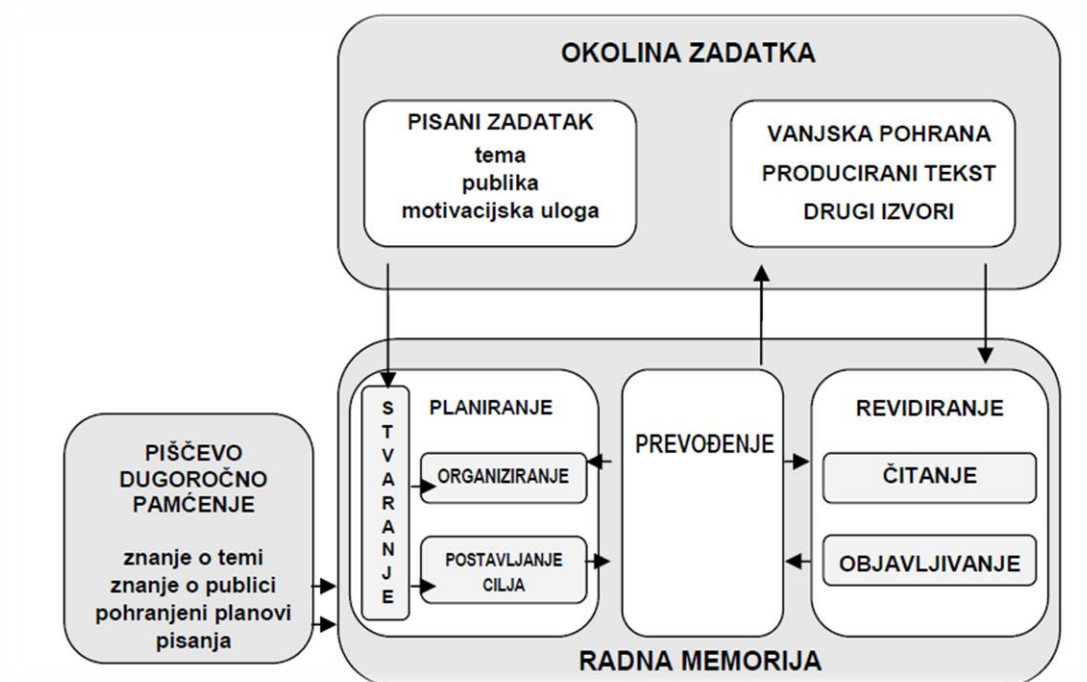 OKOLINA ZADATKA
PISANI ZADATAK
tema
publika
motivacijska uloga
VANJSKA POHRANA
PRODUCIRANI TEKST
DRUGI IZVORI
PIŠČEVO
DUGOROČNO
PAMĆENJE
znanje o temi
znanje o publici
pohranjeni planovi
pisanja
STVARANJE
PLANIRANJE
ORGANIZIRANJE
POSTAVLJANJE
CILJA
PREVOĐENJE
REVIDIRANJE
ČITANJE
OBJAVLJIVANJE
RADNA MEMORIJA